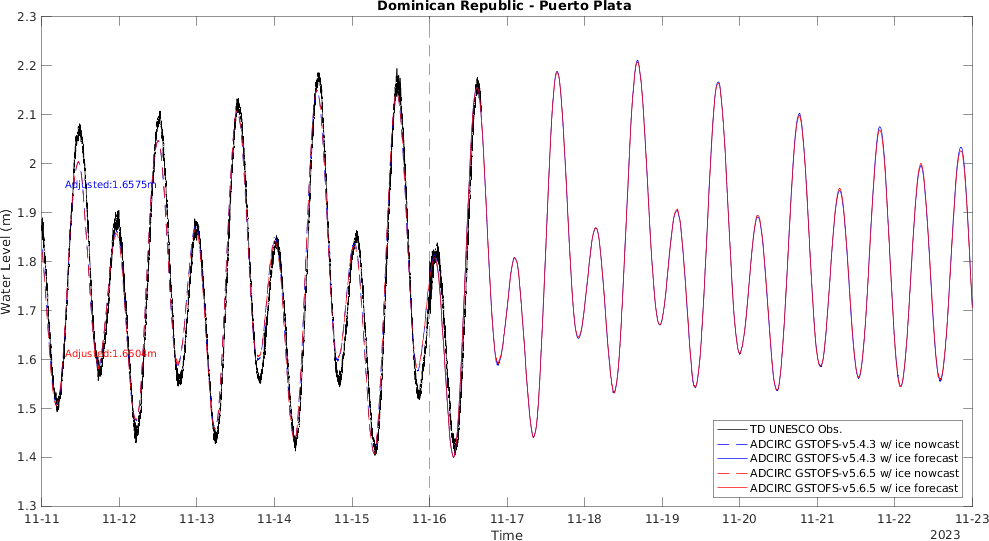 Dominican Republic - Puerto Plata
2.3
2.2
2.1
2
1.9
1.8
1.7
1.6
1.5
1.4
1.3
Water Level (m)
Adjusted:1.6575m
Adjusted:1.6508m
TD UNESCO Obs.
ADCIRC GSTOFS-v5.4.3 w/ ice nowcast
ADCIRC GSTOFS-v5.4.3 w/ ice forecast
ADCIRC GSTOFS-v5.6.5 w/ ice nowcast
ADCIRC GSTOFS-v5.6.5 w/ ice forecast
11-11 11-12 11-13 11-14 11-15 11-16 11-17 11-18 11-19 11-20 11-21 11-22 11-23
Time
2023